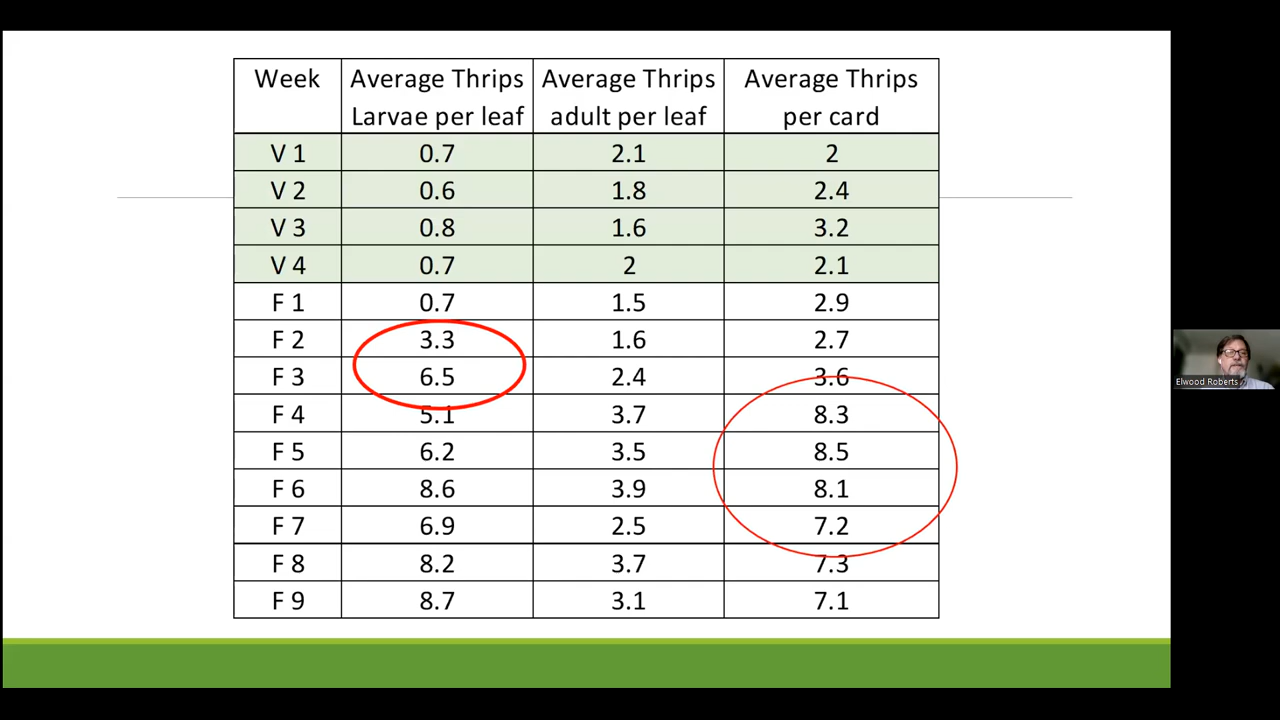 Week Average Thrips Average Thrips Average Thrips
Larvae per leaf adult per leaf per card
V 1 0.7 2.1 2
V 2 0.6 1.8 2.4
V 3 0.8 1.6 3.2
V 4 0.7 2 2.1
F 1 0.7 1.5 2.9
F 2 3.3 1.6 2.7
F 3 6.5 2.4 3.6
F 4 5.1 3.7 8.3
F 5 6.2 3.5 8.5
F 6 8.6 3.9 8.1
F 7 6.9 2.5 7.2
F 8 8.2 3.7 7.3
F 9 8.7 3.1 7.1
Elwood Roberts